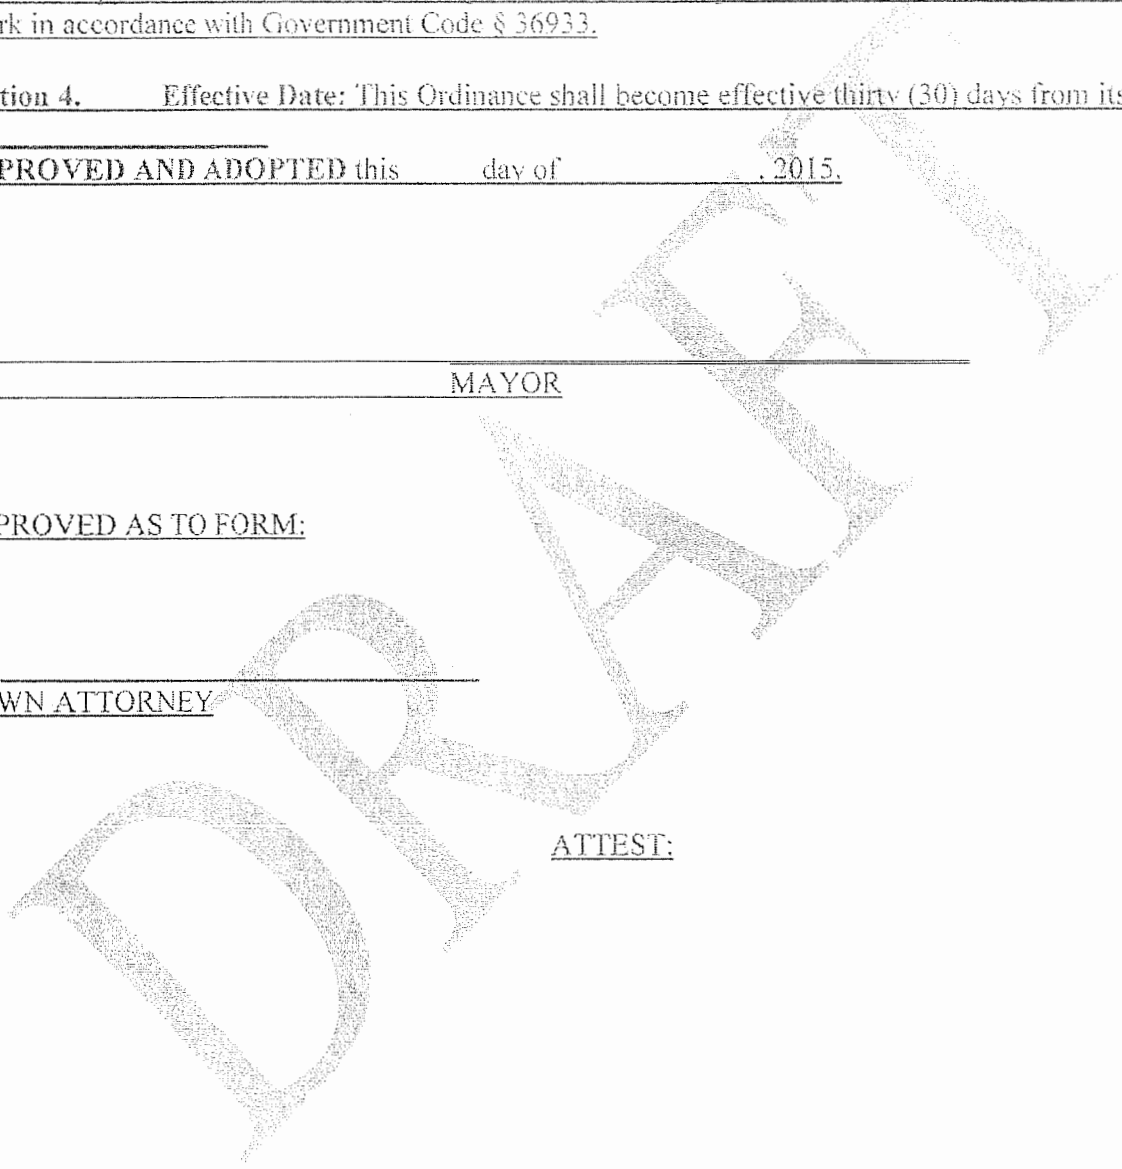 rk in accordance with Government Code § 36933.
tion 4. Effective Date: This Ordinance shall become effective thirty (30) days from its
PROVED AND ADOPTED this day of , 2015.
MAYOR
PROVED AS TO FORM:
WN ATTORNEY
ATTEST:
DRAFT